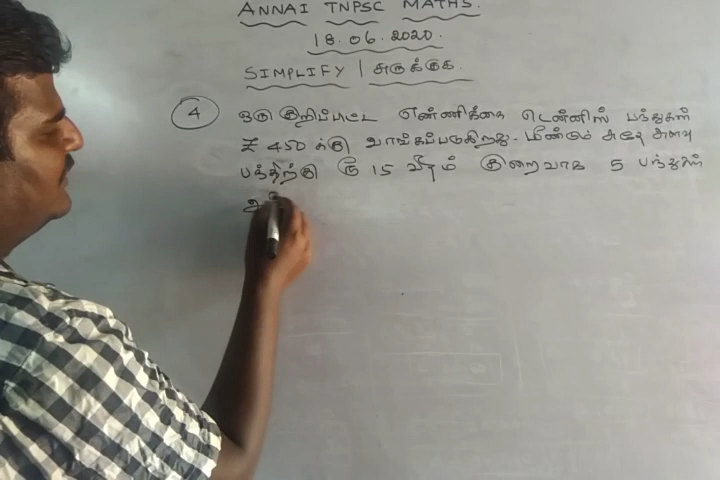 ANNAI TNPSC MATHS.
18.06.2020.
SIMPLIFY | சுருக்குக
4 ஒரு குறிப்பிட்ட எண்ணிக்கை டென்னிஸ் பந்துகள்
₹ 450 க்கு வாங்கப்படுகிறது. மீண்டும் அதே அளவு
பந்திற்கு ரூ 15 வீதம் குறைவாக 5 பந்துகள்